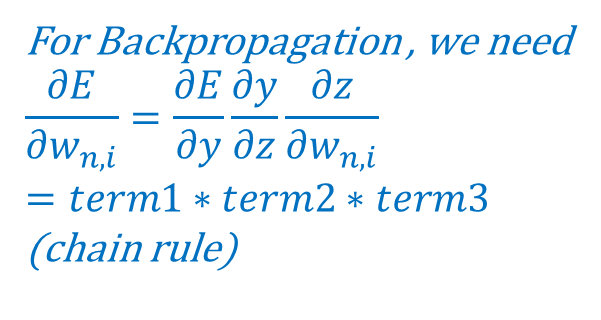 For Backpropagation, we need
∂E/∂w_{n,i} = ∂E/∂y ∂y/∂z ∂z/∂w_{n,i}
= term1 * term2 * term3
(chain rule)